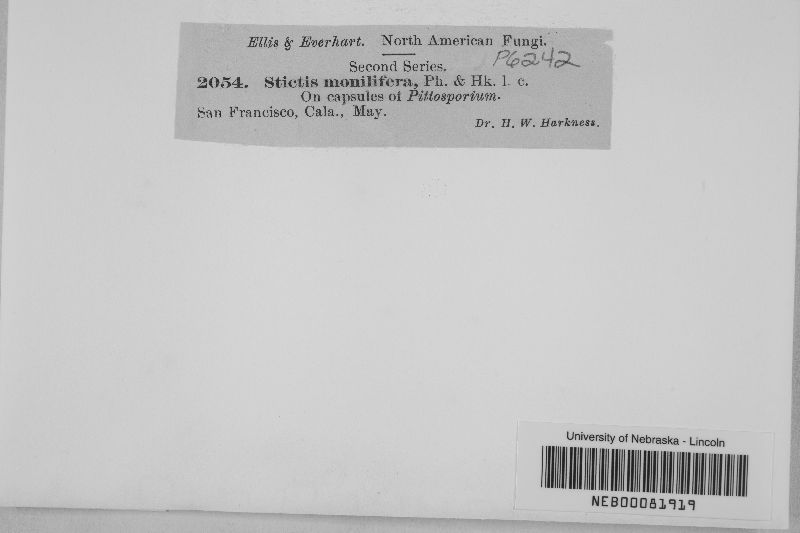 Ellis & Everhart. North American Fungi.
P6242
Second Series.
2054. Stictis monilifera, Ph. & Hk. l. c.
On capsules of Pittosporium.
San Francisco, Cala., May.
Dr. H. W. Harkness.
University of Nebraska - Lincoln
NEB00081919